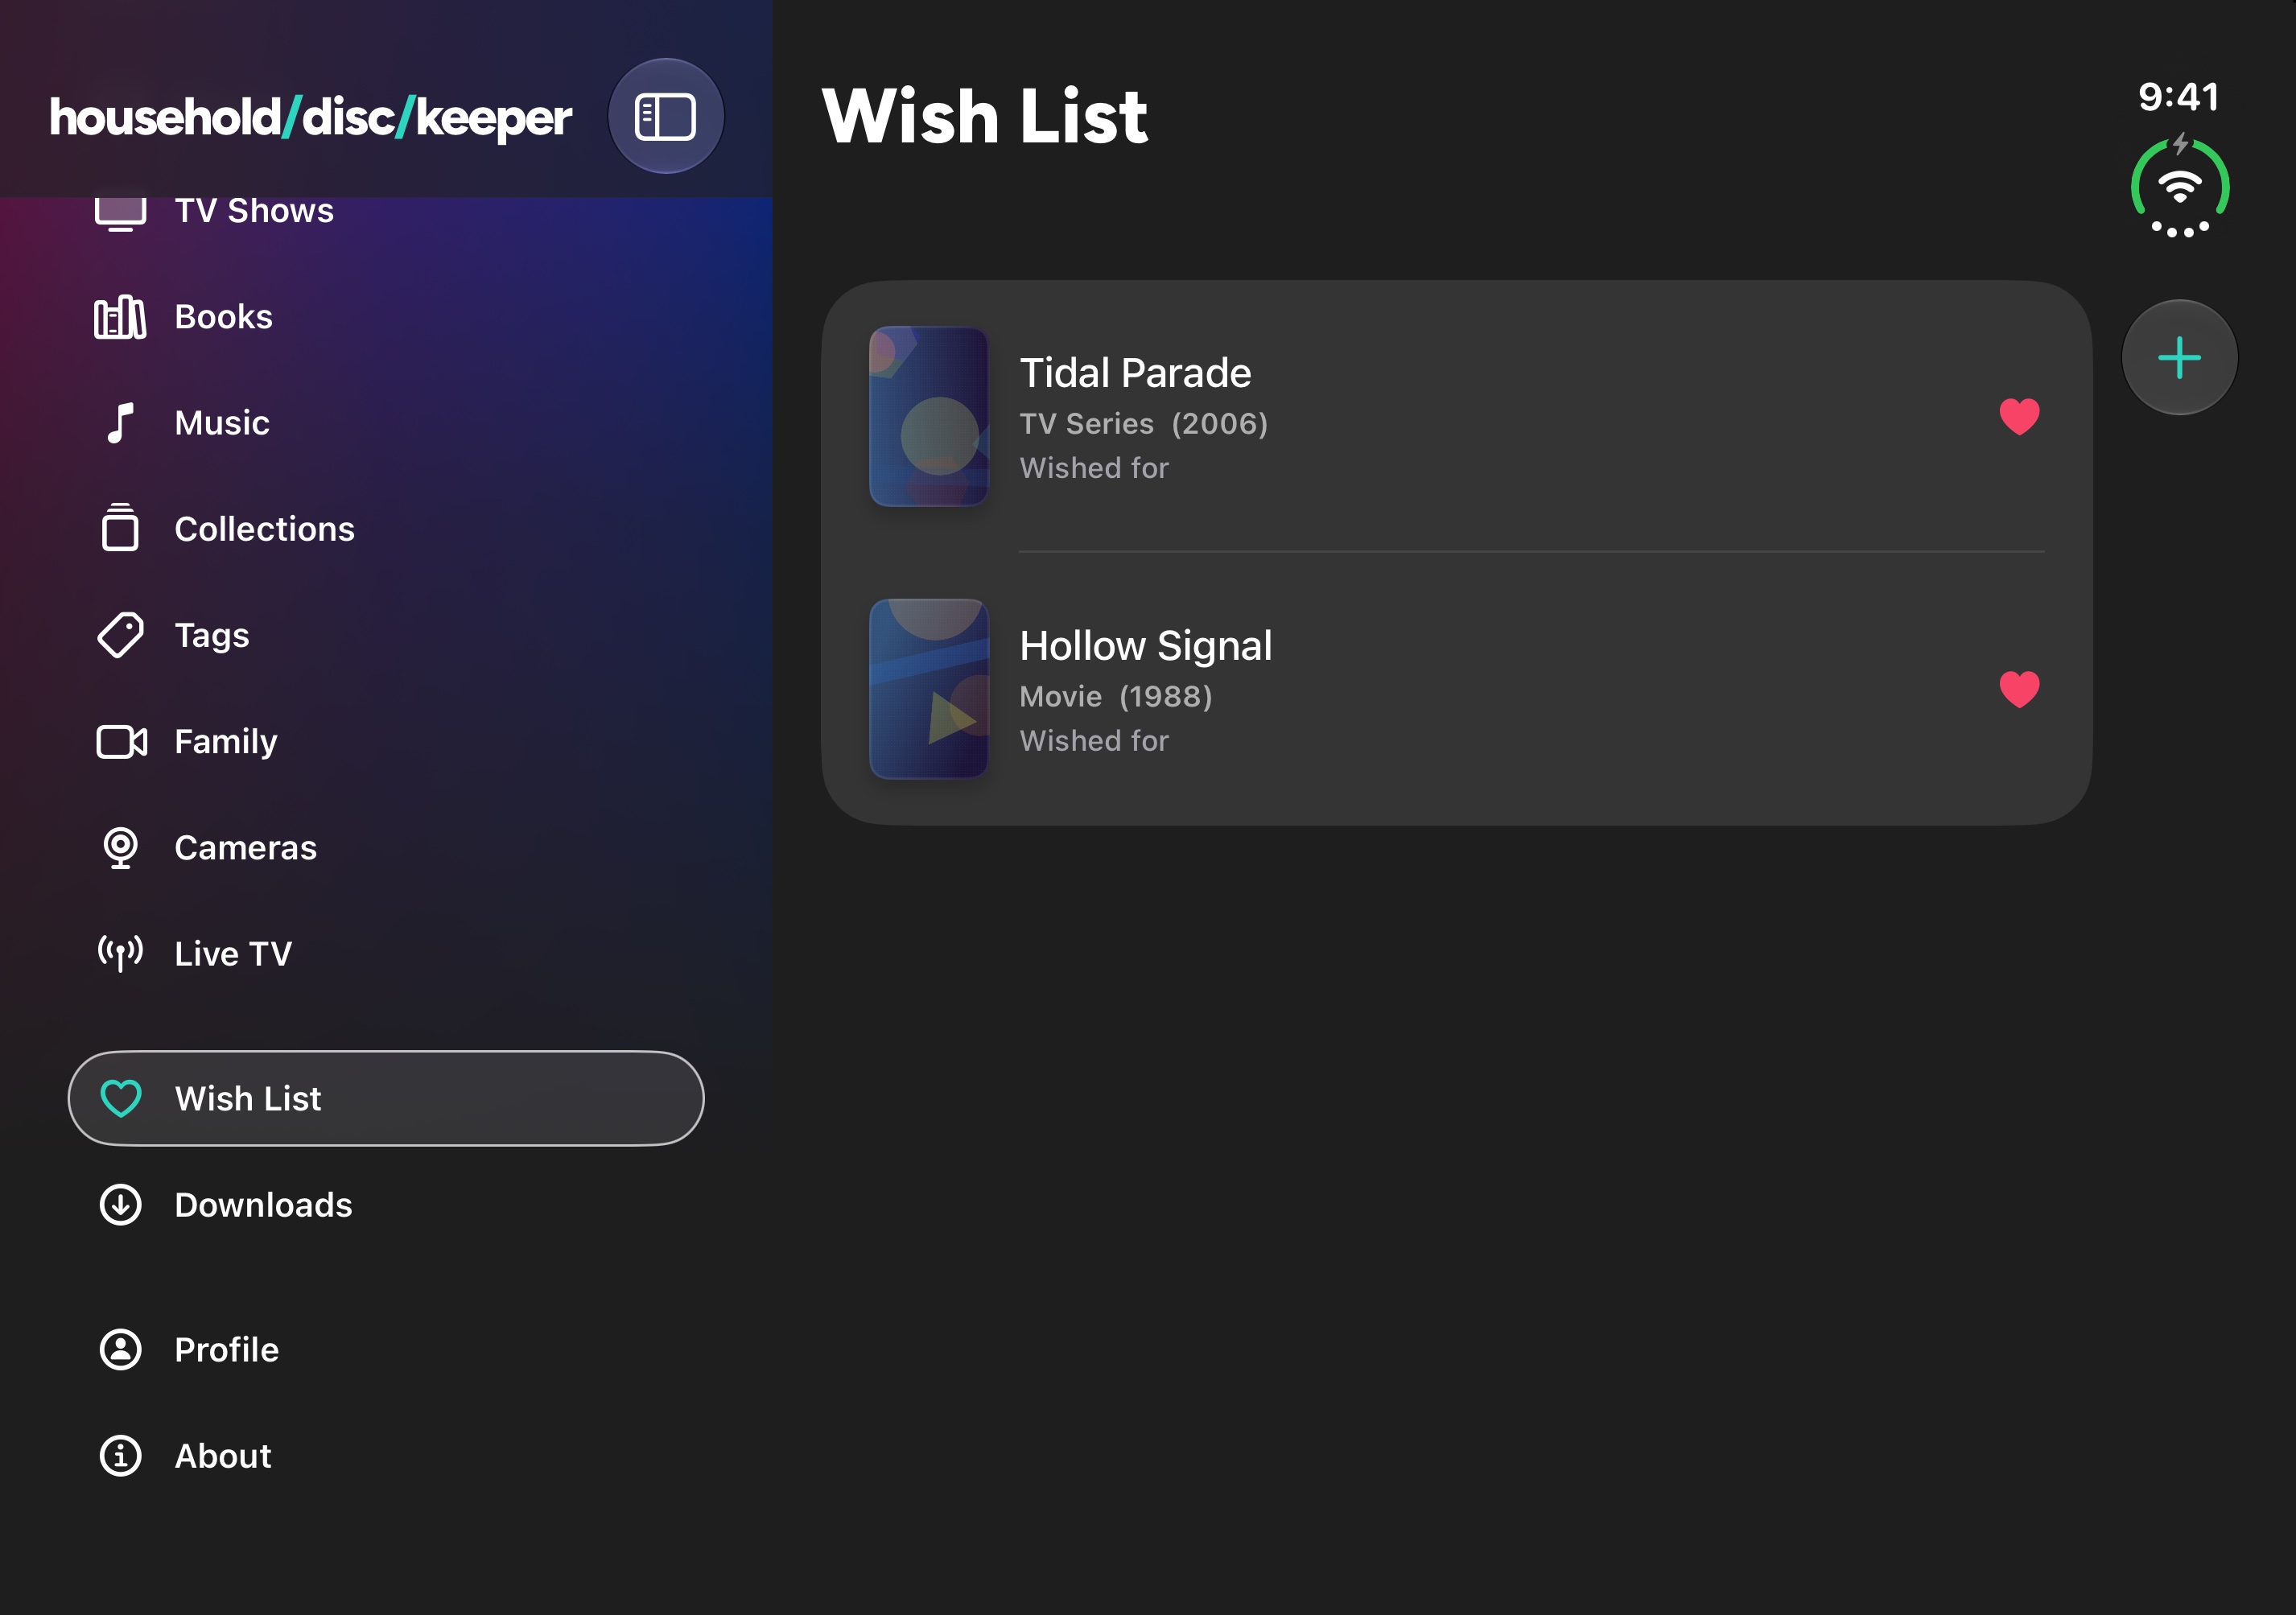 household/disc/keeper
TV Shows
Books
Music
Collections
Tags
Family
Cameras
Live TV
Wish List
Downloads
Profile
About
Wish List
9:41
Tidal Parade
TV Series (2006)
Wished for
Hollow Signal
Movie (1988)
Wished for